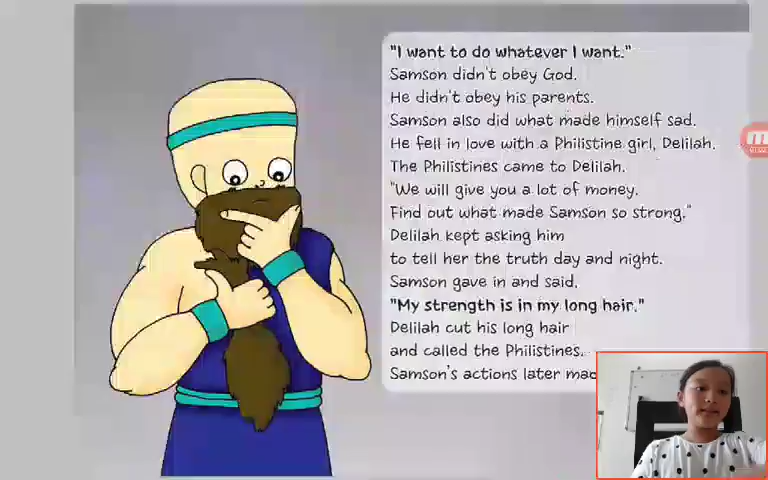 "I want to do whatever I want."
Samson didn't obey God.
He didn't obey his parents.
Samson also did what made himself sad.
He fell in love with a Philistine girl, Delilah.
The Philistines came to Delilah.
"We will give you a lot of money.
Find out what made Samson so strong."
Delilah kept asking him
to tell her the truth day and night.
Samson gave in and said,
"My strength is in my long hair."
Delilah cut his long hair
and called the Philistines.
Samson's actions later